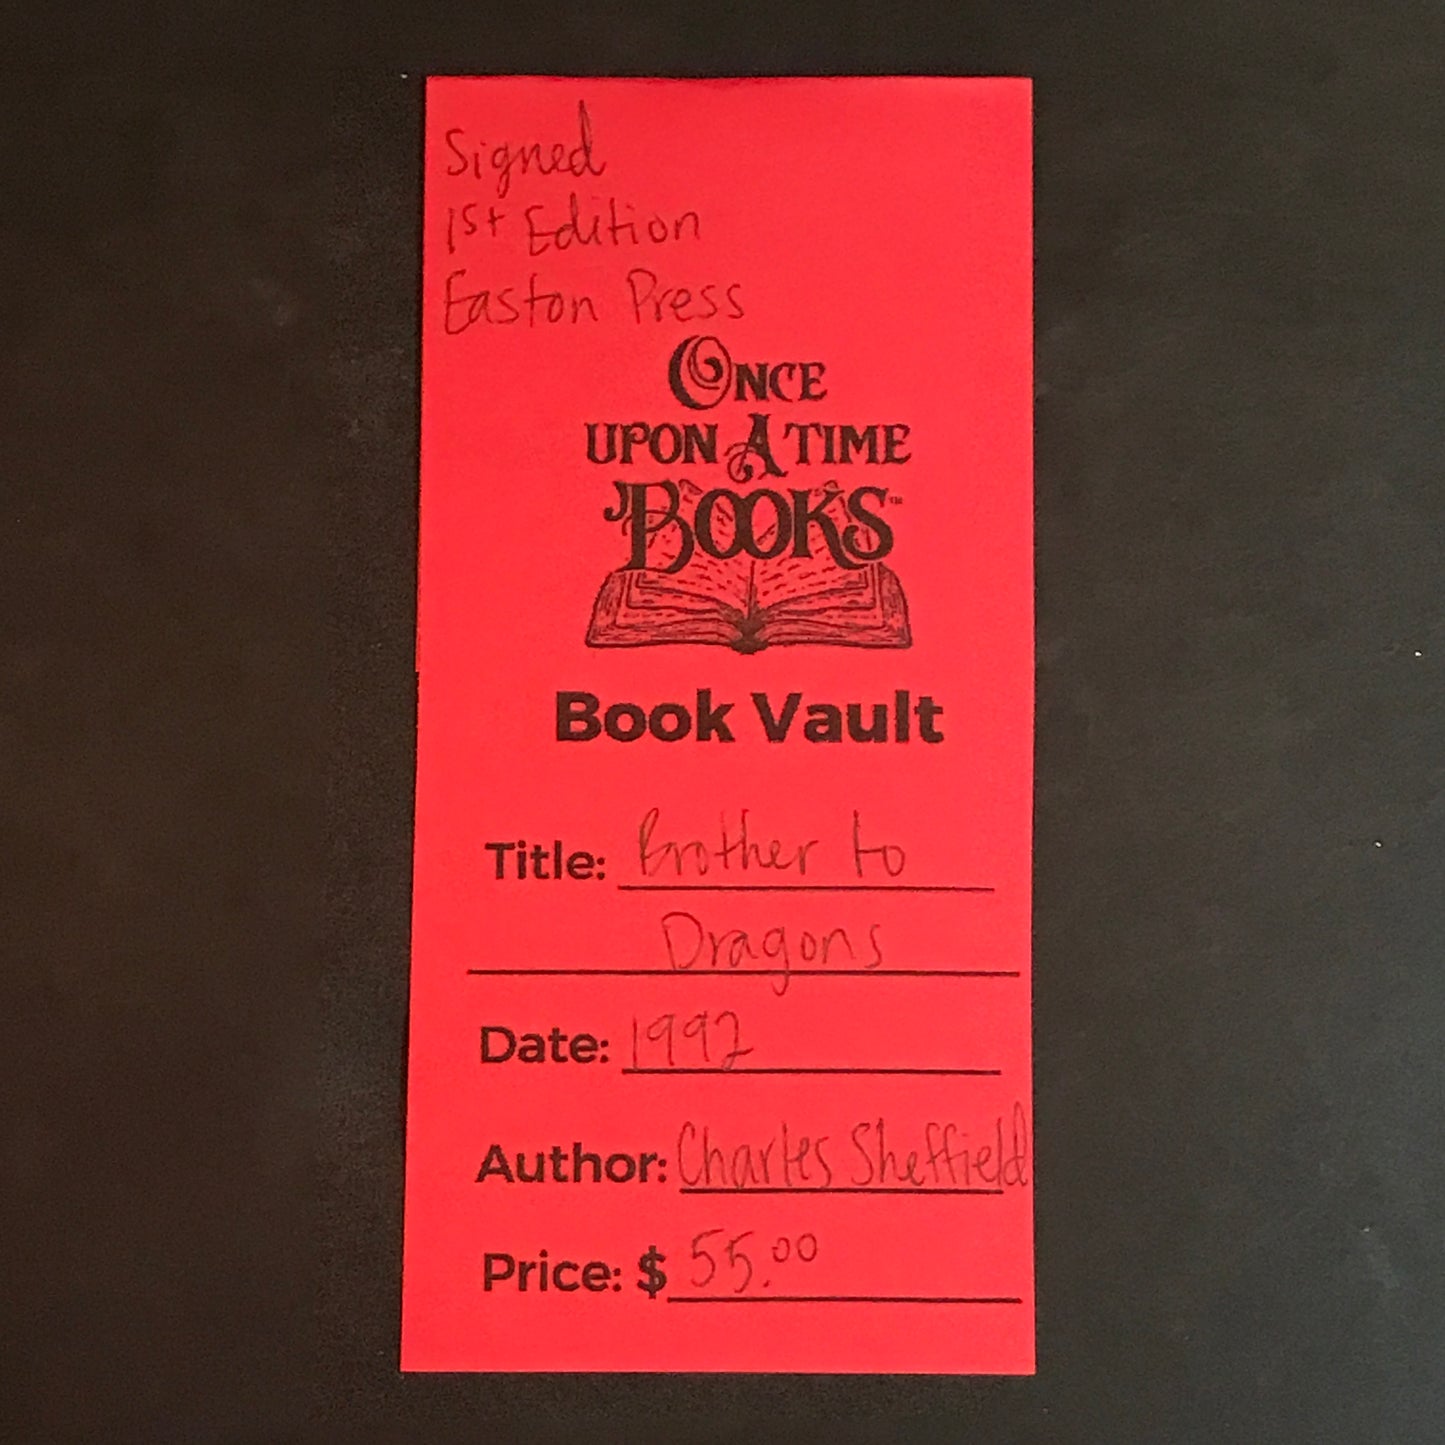 Signed
1st Edition
Easton Press
ONCE
UPON A TIME
BOOKS™
Book Vault
Title: Brother to
Dragons
Date: 1992
Author: Charles Sheffield
Price: $ 55.00